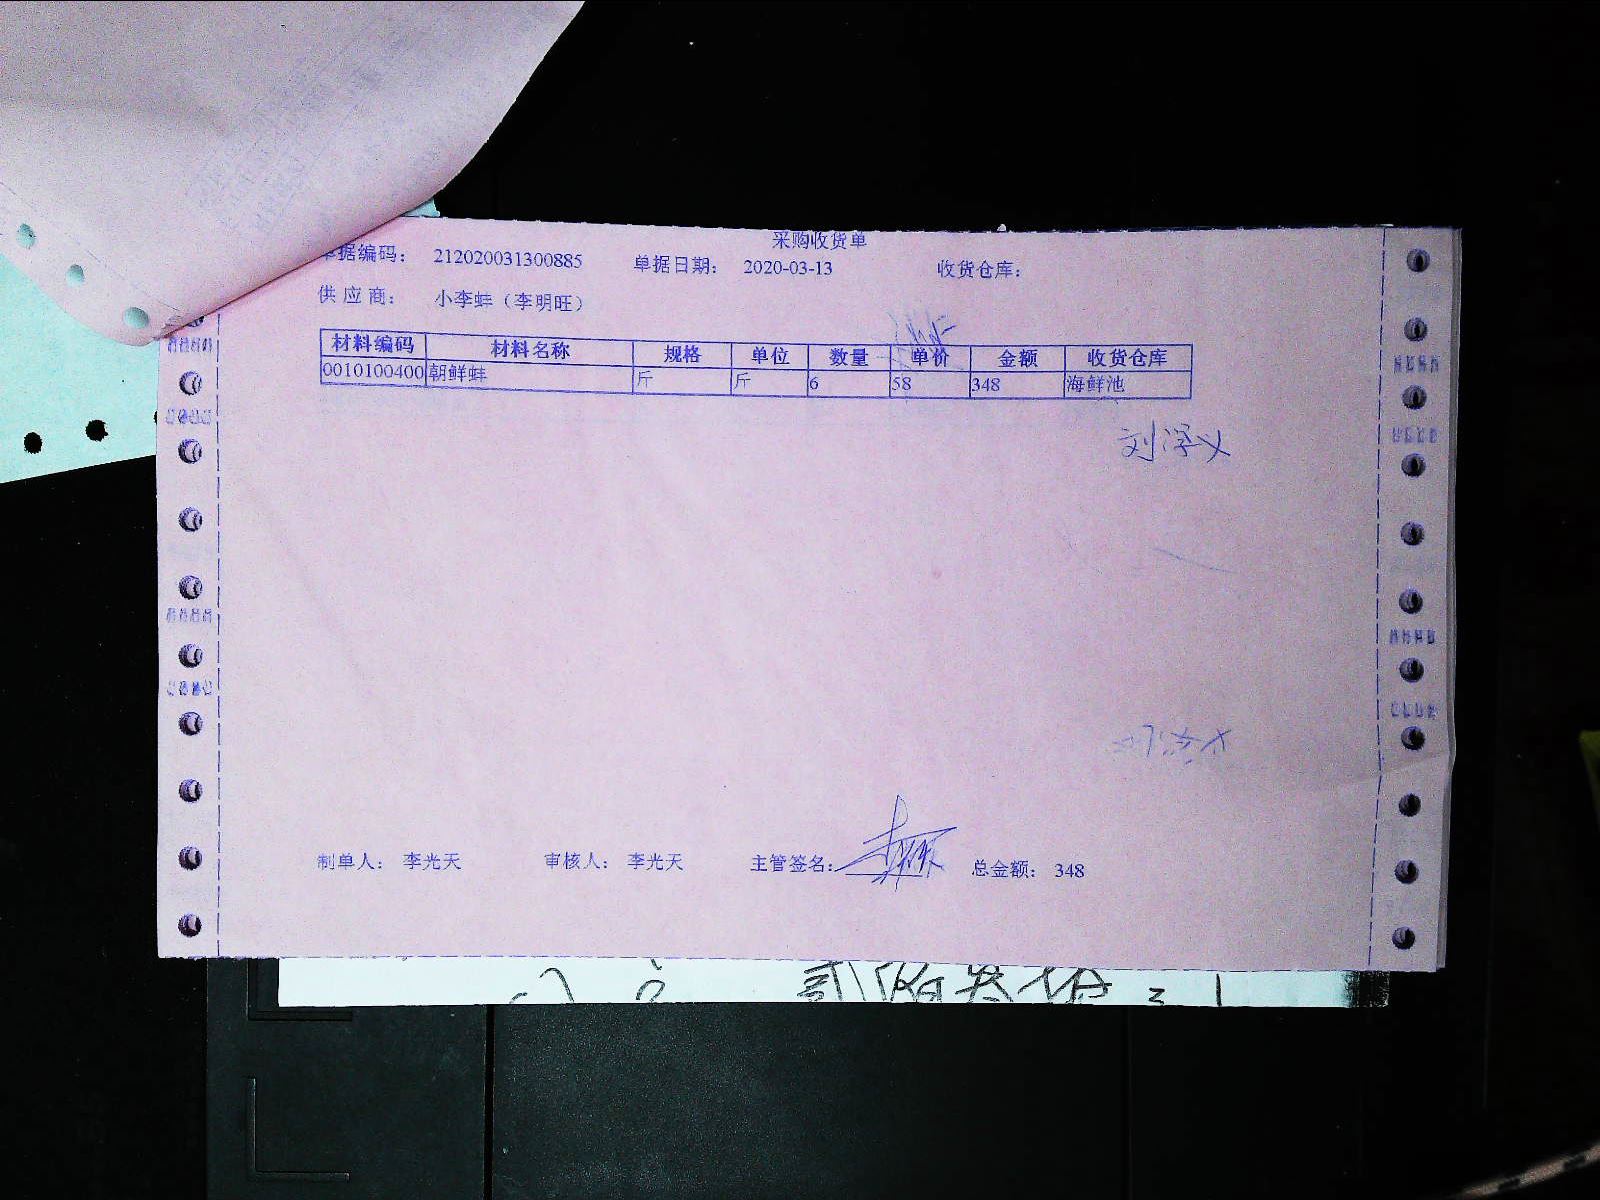 采购收货单
单据编码： 212020031300885 单据日期： 2020-03-13 收货仓库：
供应商： 小李蚌（李明旺）
材料编码 材料名称 规格 单位 数量 单价 金额 收货仓库
0010100400 朝鲜蚌 斤 斤 6 58 348 海鲜池
制单人： 李光天 审核人： 李光天 主管签名： 总金额： 348